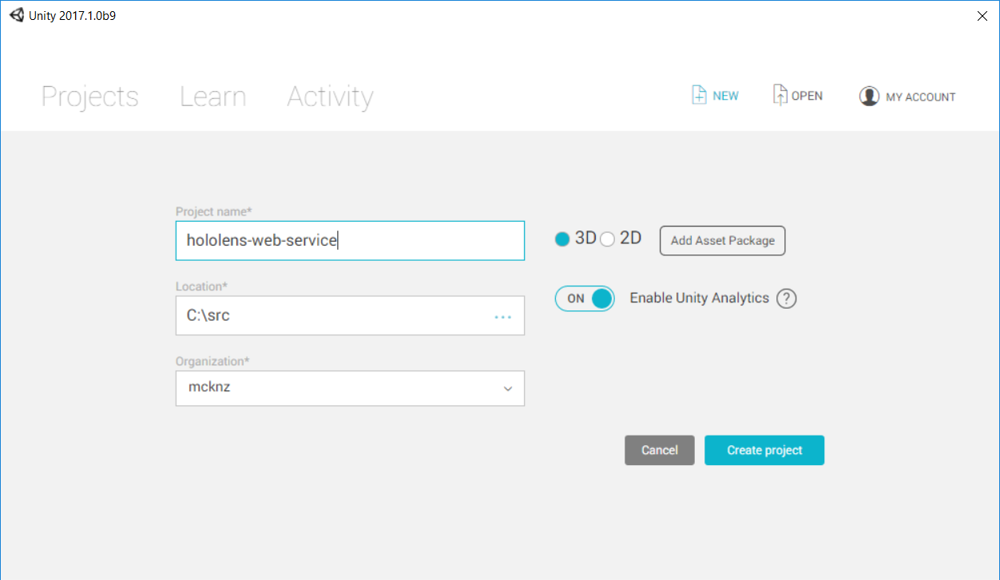 Unity 2017.1.0b9
Projects Learn Activity NEW OPEN MY ACCOUNT
Project name*
hololens-web-service 3D 2D Add Asset Package
Location*
C:\src ... ON Enable Unity Analytics ?
Organization*
mcknz
Cancel Create project